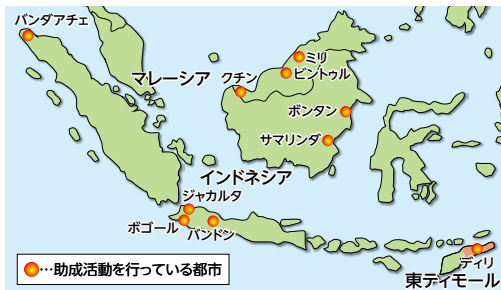 バンダアチェ
ミリ
マレーシア
クチン
ビントゥル
ボンタン
サマリンダ
インドネシア
ジャカルタ
ボゴール
バンドン
ディリ
…助成活動を行っている都市
東ティモール